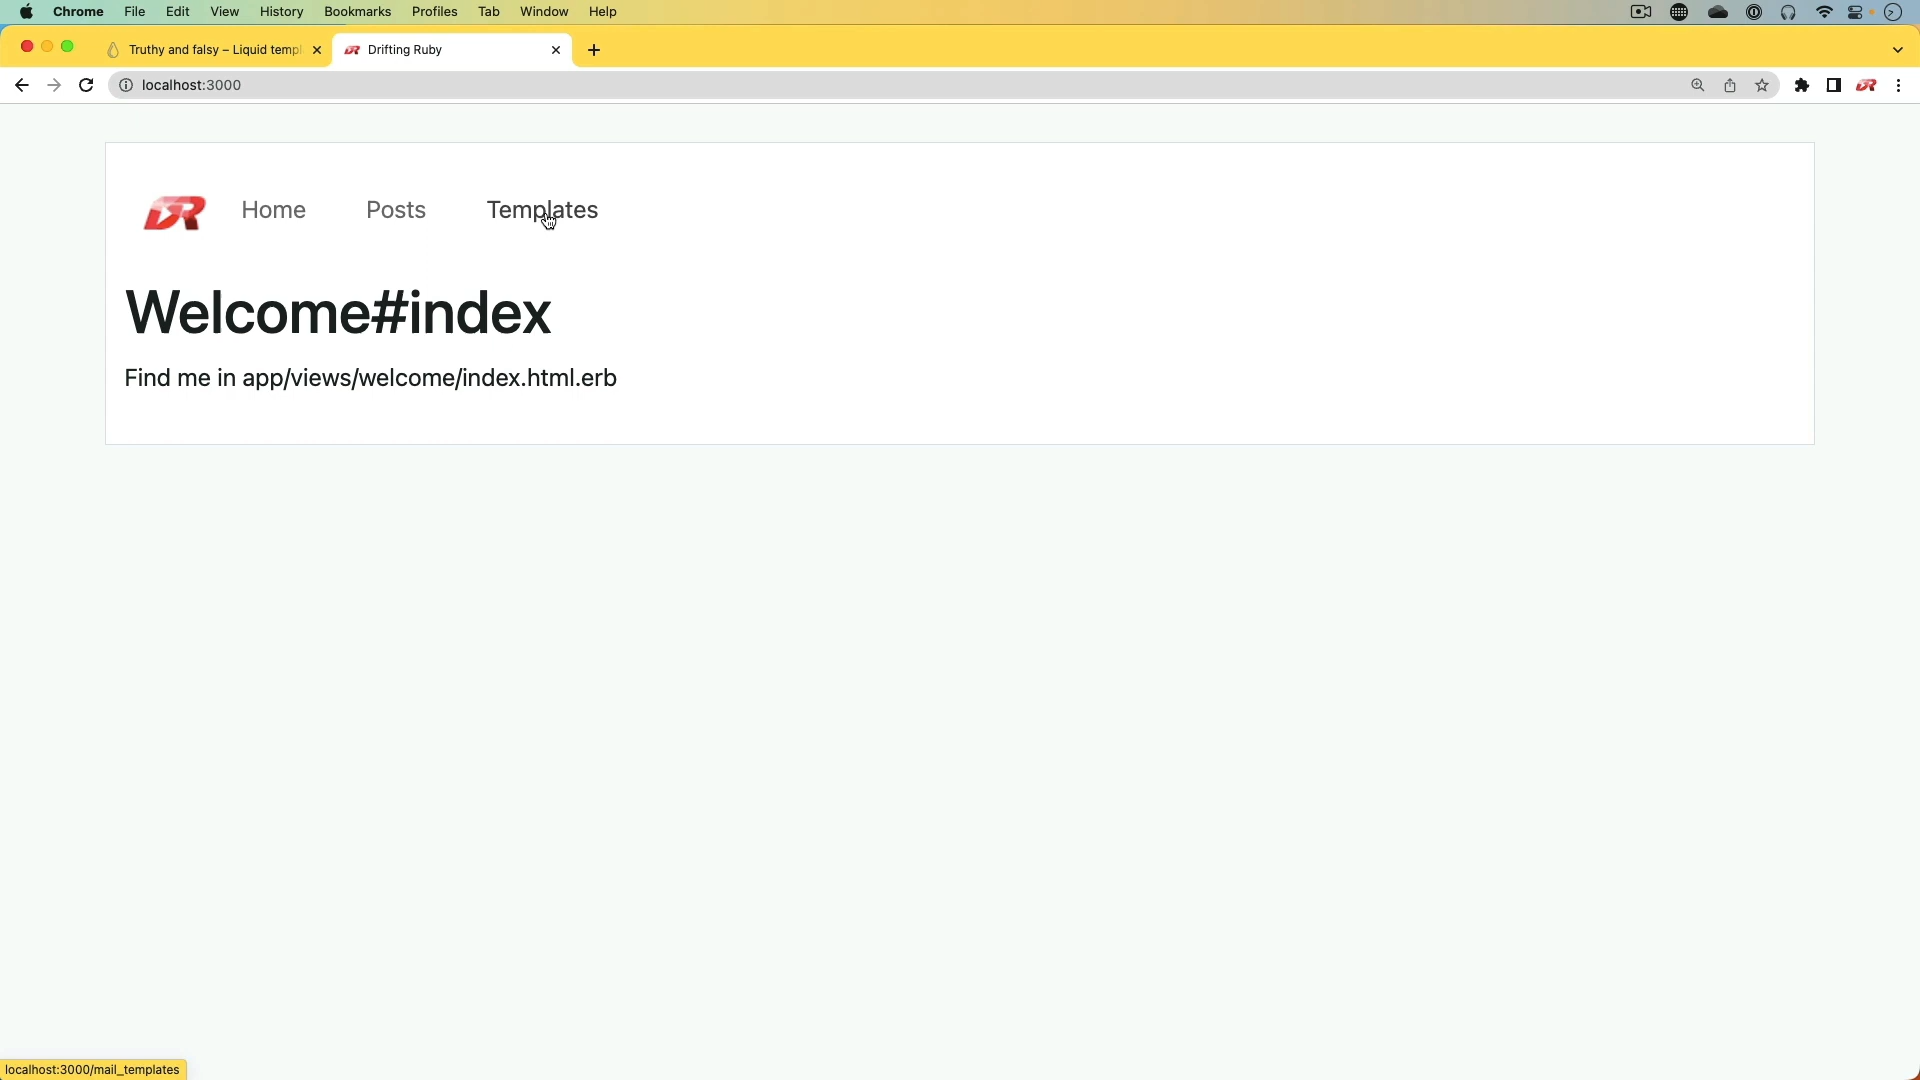 Chrome File Edit View History Bookmarks Profiles Tab Window Help
Truthy and falsy – Liquid templ
Drifting Ruby
localhost:3000
DR Home Posts Templates
Welcome#index
Find me in app/views/welcome/index.html.erb
localhost:3000/mail_templates